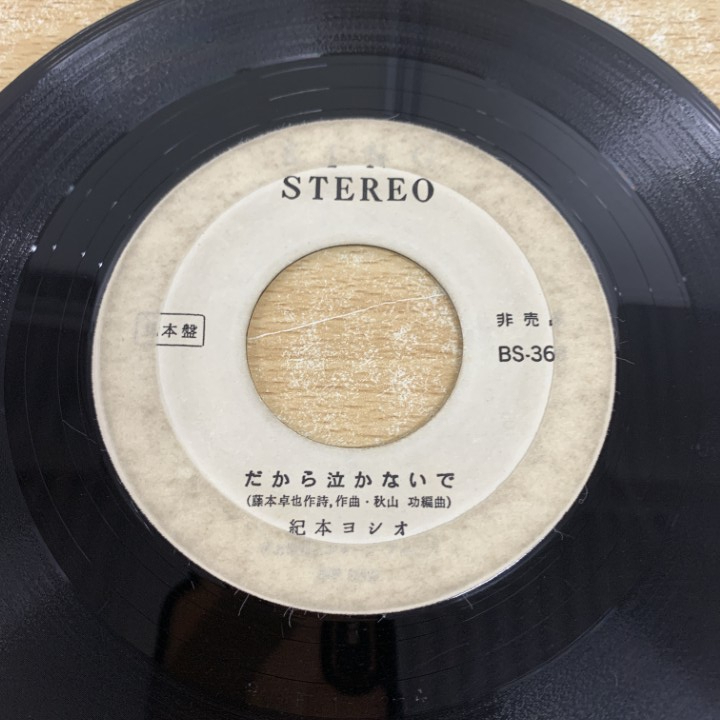 STEREO
本盤
非売
BS-36
だから泣かないで
(藤本卓也作詩,作曲・秋山 功編曲)
紀本ヨシオ